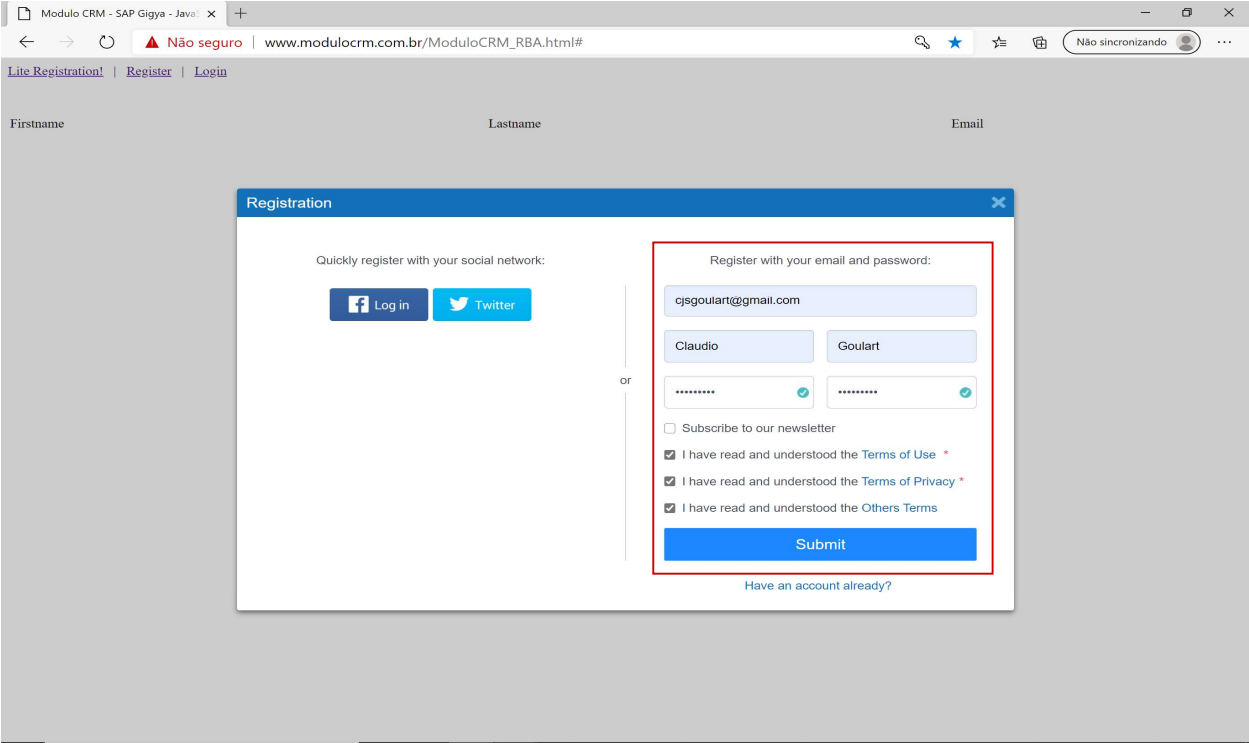 Modulo CRM - SAP Gigya - Java
Não seguro | www.modulocrm.com.br/ModuloCRM_RBA.html#
Não sincronizando
Lite Registration! | Register | Login
Firstname Lastname Email
Registration
Quickly register with your social network:
Log in Twitter
or
Register with your email and password:
cjsgoulart@gmail.com
Claudio Goulart
••••••••• •••••••••
Subscribe to our newsletter
I have read and understood the Terms of Use *
I have read and understood the Terms of Privacy *
I have read and understood the Others Terms
Submit
Have an account already?